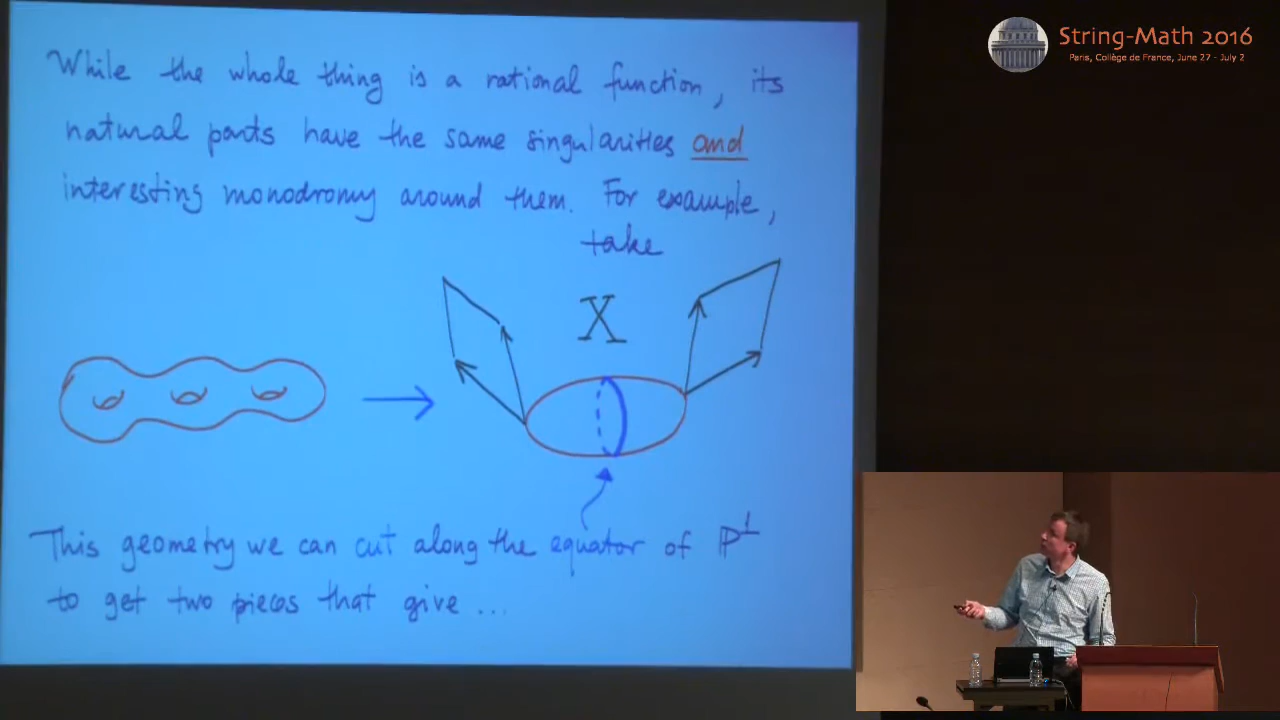 String-Math 2016
Paris, Collège de France, June 27 - July 2
While the whole thing is a rational function, its
natural parts have the same singularities and
interesting monodromy around them. For example,
take
X
This geometry we can cut along the equator of P¹
to get two pieces that give ...